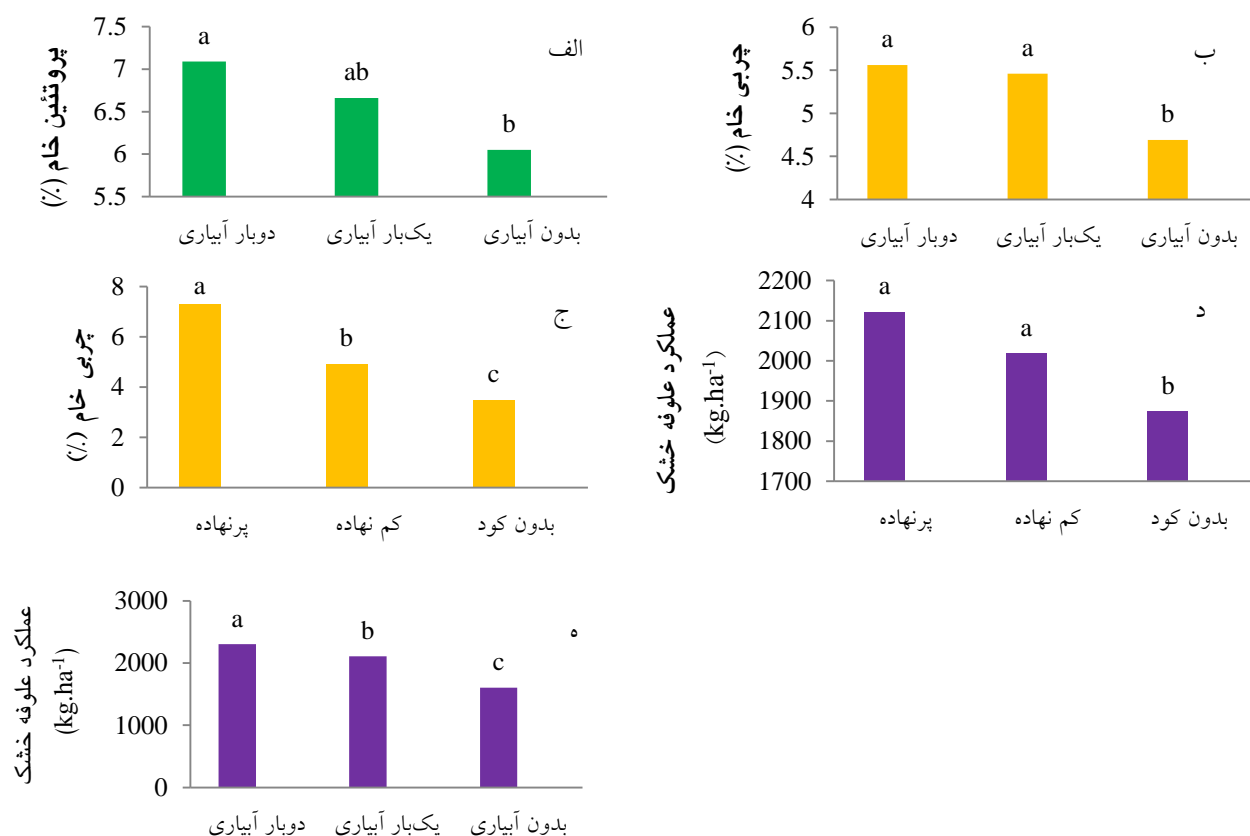 الف
پروتئین خام (٪)
7.5
7
6.5
6
5.5
a
ab
b
دوبار آبیاری
یک‌بار آبیاری
بدون آبیاری
ب
چربی خام (٪)
6
5.5
5
4.5
4
a
a
b
دوبار آبیاری
یک‌بار آبیاری
بدون آبیاری
ج
چربی خام (٪)
8
6
4
2
0
a
b
c
پرنهاده
کم نهاده
بدون کود
د
عملکرد علوفه خشک
(kg.ha⁻¹)
2200
2100
2000
1900
1800
1700
a
a
b
پرنهاده
کم نهاده
بدون کود
ه
عملکرد علوفه خشک
(kg.ha⁻¹)
3000
2000
1000
0
a
b
c
دوبار آبیاری
یک‌بار آبیاری
بدون آبیاری